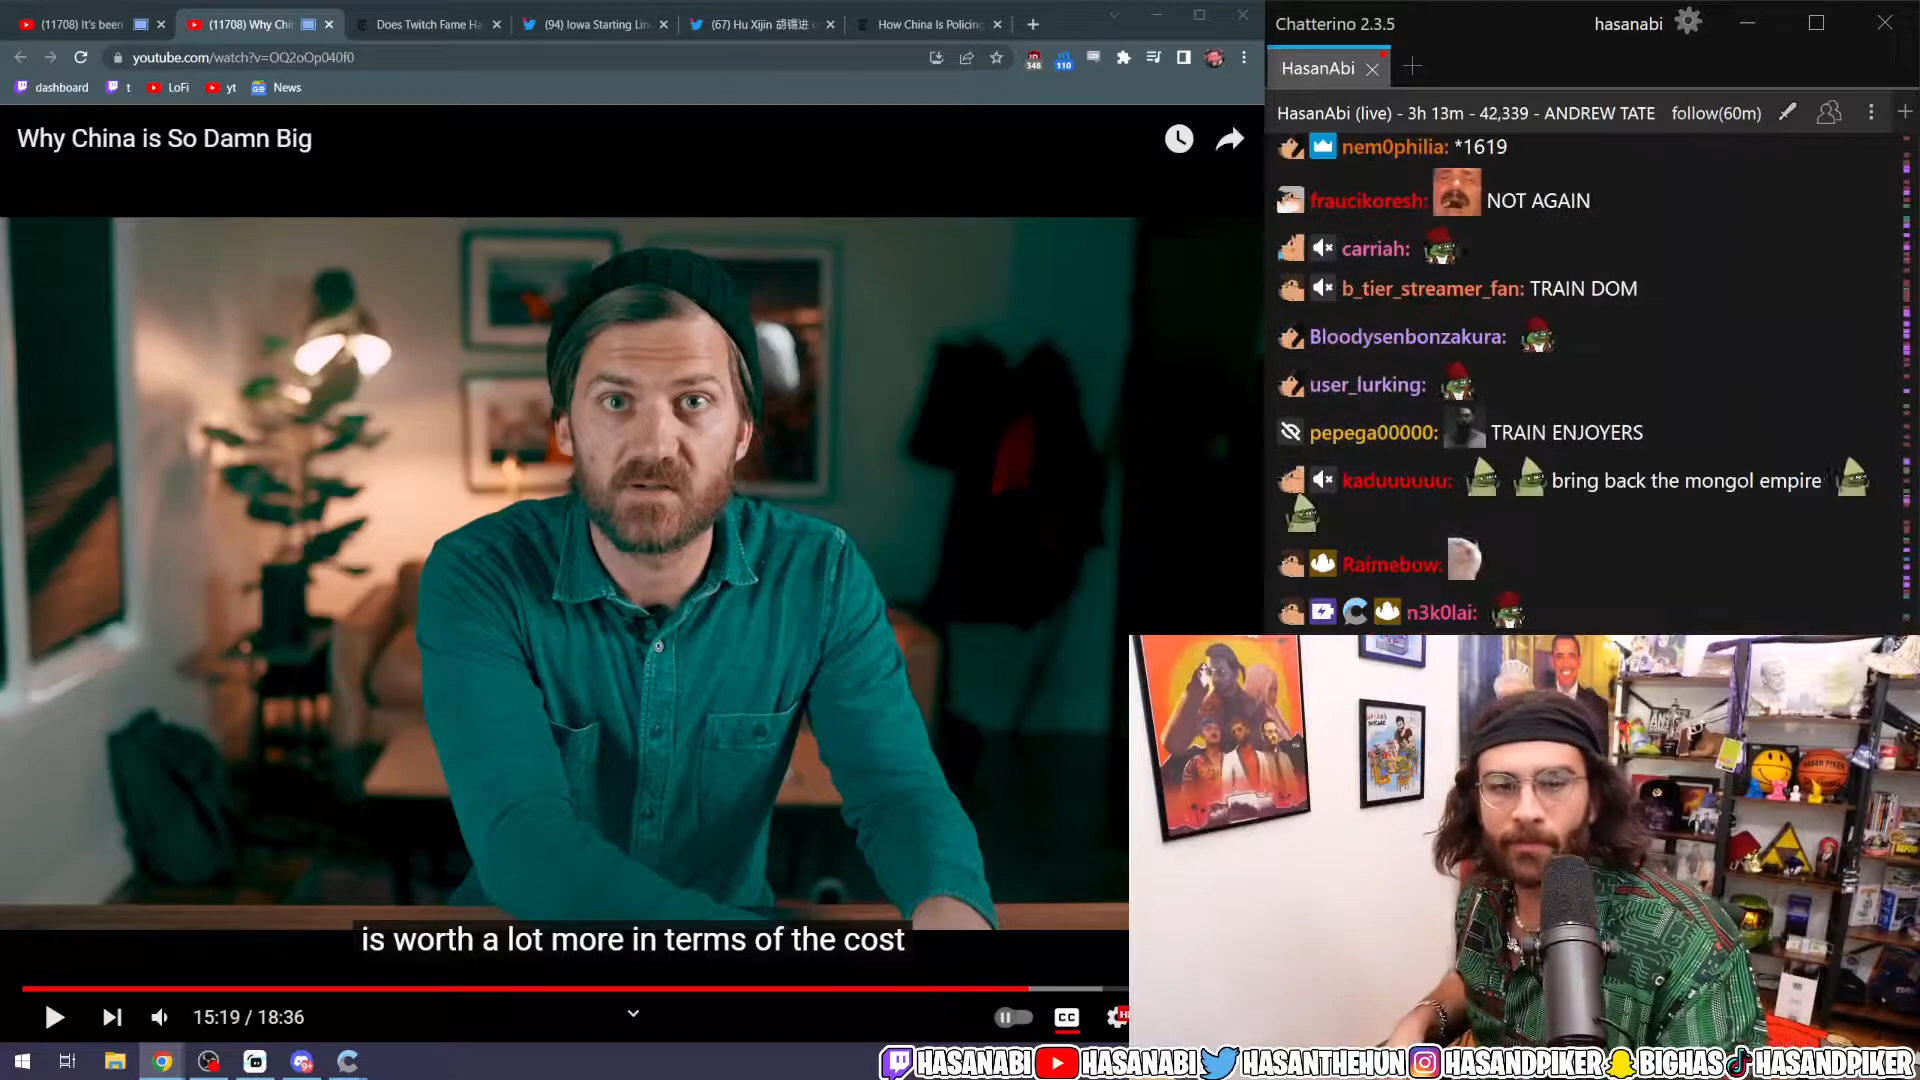 (11708) It's been
(11708) Why Chi
Does Twitch Fame Ha
(94) Iowa Starting Lin
(67) Hu Xijin 胡锡进
How China Is Policing
youtube.com/watch?v=OQ2oOp040f0
348
110
dashboard
t
LoFi
yt
News
Why China is So Damn Big
is worth a lot more in terms of the cost
15:19 / 18:36
CC
Chatterino 2.3.5
hasanabi
HasanAbi
HasanAbi (live) - 3h 13m - 42,339 - ANDREW TATE
follow(60m)
nem0philia: *1619
fraucikoresh: NOT AGAIN
carriah:
b_tier_streamer_fan: TRAIN DOM
Bloodysenbonzakura:
user_lurking:
pepega00000: TRAIN ENJOYERS
kaduuuuuu: bring back the mongol empire
Raimebow:
n3k0lai:
HASAN PIKER
HASANABI
HASANABI
HASANTHEHUN
HASANDPIKER
BIGHAS
HASANDPIKER